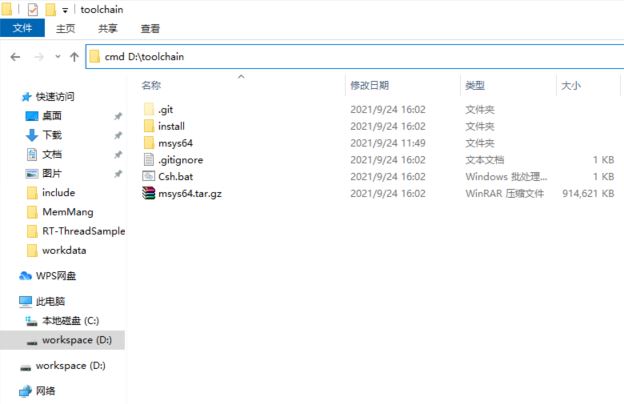 toolchain
文件 主页 共享 查看
cmd D:\toolchain
名称 修改日期 类型 大小
快速访问
桌面
下载
文档
图片
include
MemMang
RT-ThreadSample
workdata
WPS网盘
此电脑
本地磁盘 (C:)
workspace (D:)
workspace (D:)
网络
.git 2021/9/24 16:02 文件夹
install 2021/9/24 16:02 文件夹
msys64 2021/9/24 11:49 文件夹
.gitignore 2021/9/24 16:02 文本文档 1 KB
Csh.bat 2021/9/24 16:02 Windows 批处理... 1 KB
msys64.tar.gz 2021/9/24 16:02 WinRAR 压缩文件 914,621 KB